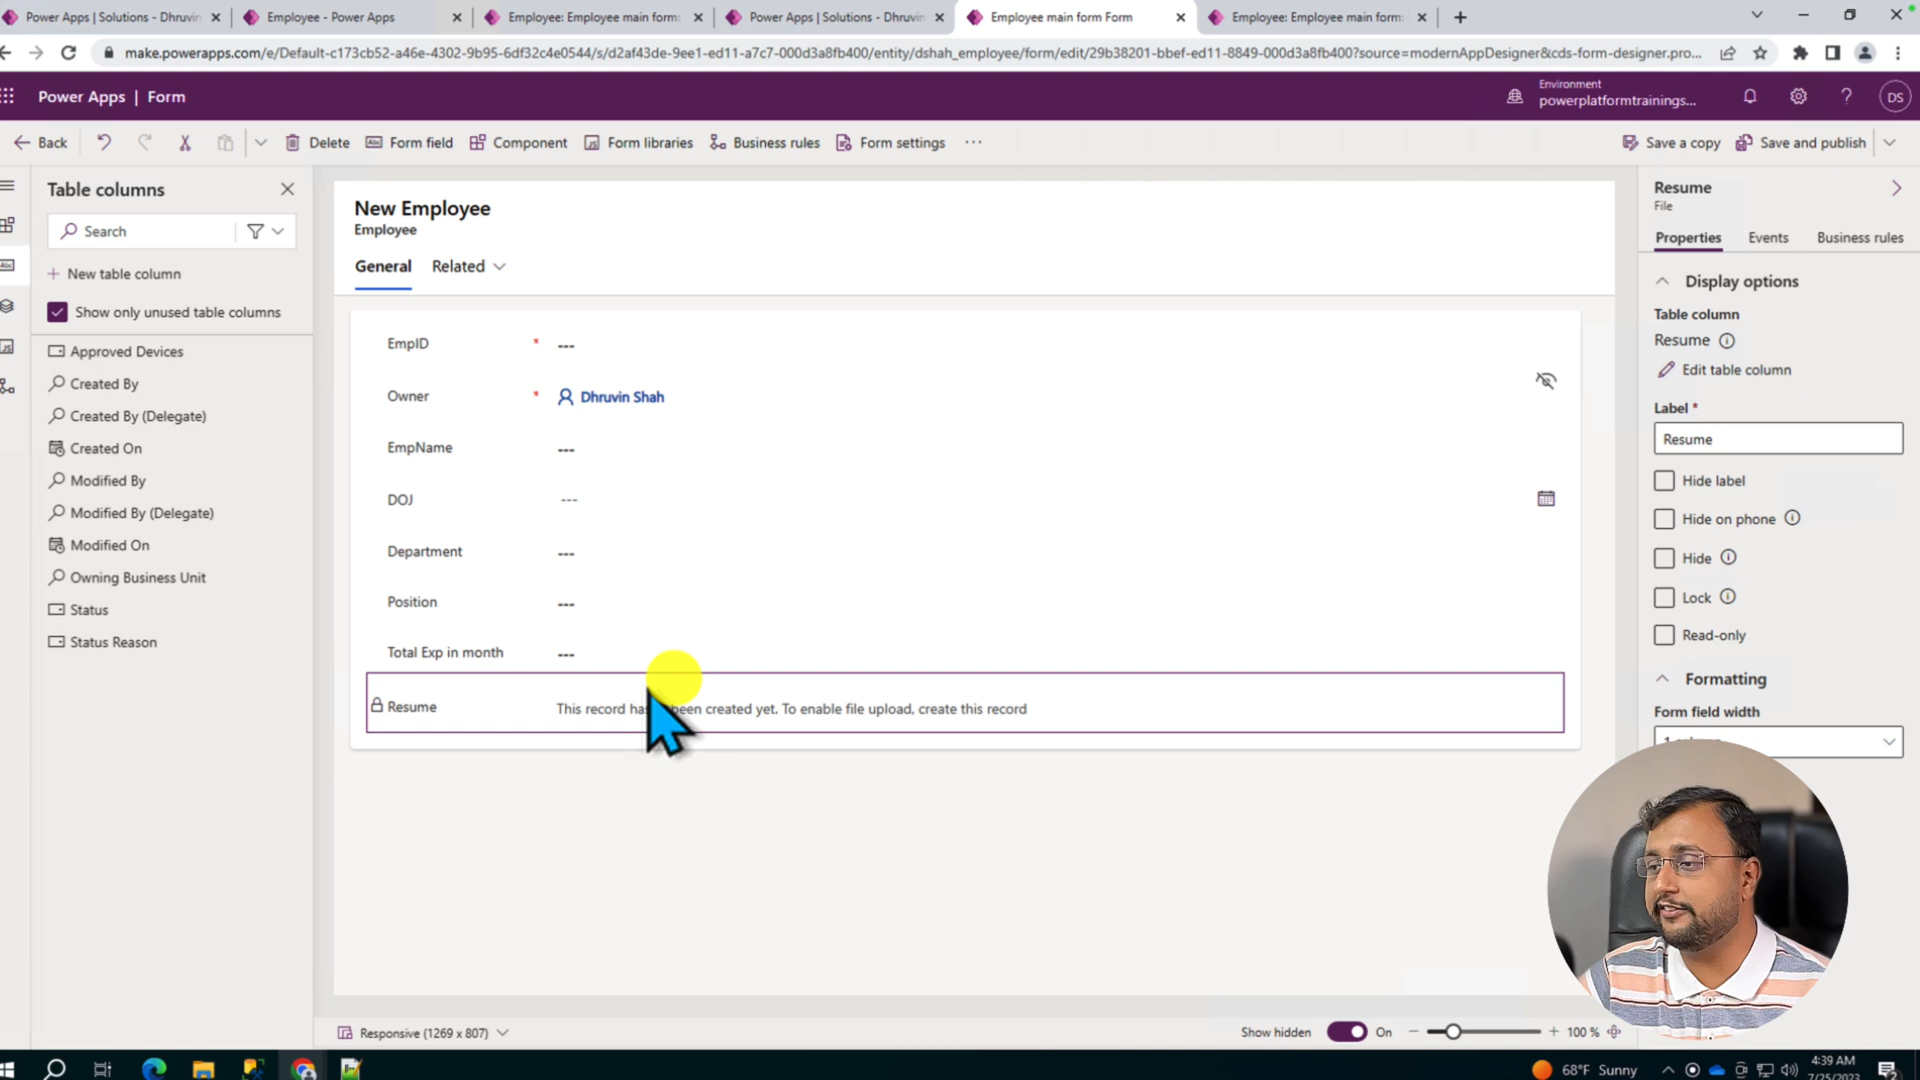 Power Apps | Solutions - Dhruvin
Employee - Power Apps
Employee: Employee main form:
Power Apps | Solutions - Dhruvin
Employee main form Form
Employee: Employee main form:
make.powerapps.com/e/Default-c173cb52-a46e-4302-9b95-6df32c4e0544/s/d2af43de-9ee1-ed11-a7c7-000d3a8fb400/entity/dshah_employee/form/edit/29b38201-bbef-ed11-8849-000d3a8fb400?source=modernAppDesigner&cds-form-designer.pro...
Power Apps | Form
Environment
powerplatformtrainings...
DS
Back
Delete
Form field
Component
Form libraries
Business rules
Form settings
...
Save a copy
Save and publish
Table columns
Search
New table column
Show only unused table columns
Approved Devices
Created By
Created By (Delegate)
Created On
Modified By
Modified By (Delegate)
Modified On
Owning Business Unit
Status
Status Reason
New Employee
Employee
General
Related
EmpID * ---
Owner * Dhruvin Shah
EmpName ---
DOJ ---
Department ---
Position ---
Total Exp in month ---
Resume This record been created yet. To enable file upload, create this record
Responsive (1269 x 807)
Show hidden
On
100 %
Resume
File
Properties
Events
Business rules
Display options
Table column
Resume
Edit table column
Label *
Resume
Hide label
Hide on phone
Hide
Lock
Read-only
Formatting
Form field width
68°F Sunny
4:39 AM
7/25/2023